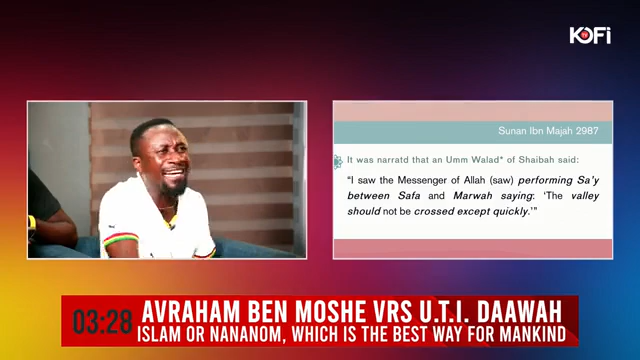 KOFI
TV
Sunan Ibn Majah 2987
It was narratd that an Umm Walad* of Shaibah said:
"I saw the Messenger of Allah (saw) performing Sa'y
between Safa and Marwah saying: 'The valley
should not be crossed except quickly.'"
03:28
AVRAHAM BEN MOSHE VRS U.T.I. DAAWAH
ISLAM OR NANANOM, WHICH IS THE BEST WAY FOR MANKIND